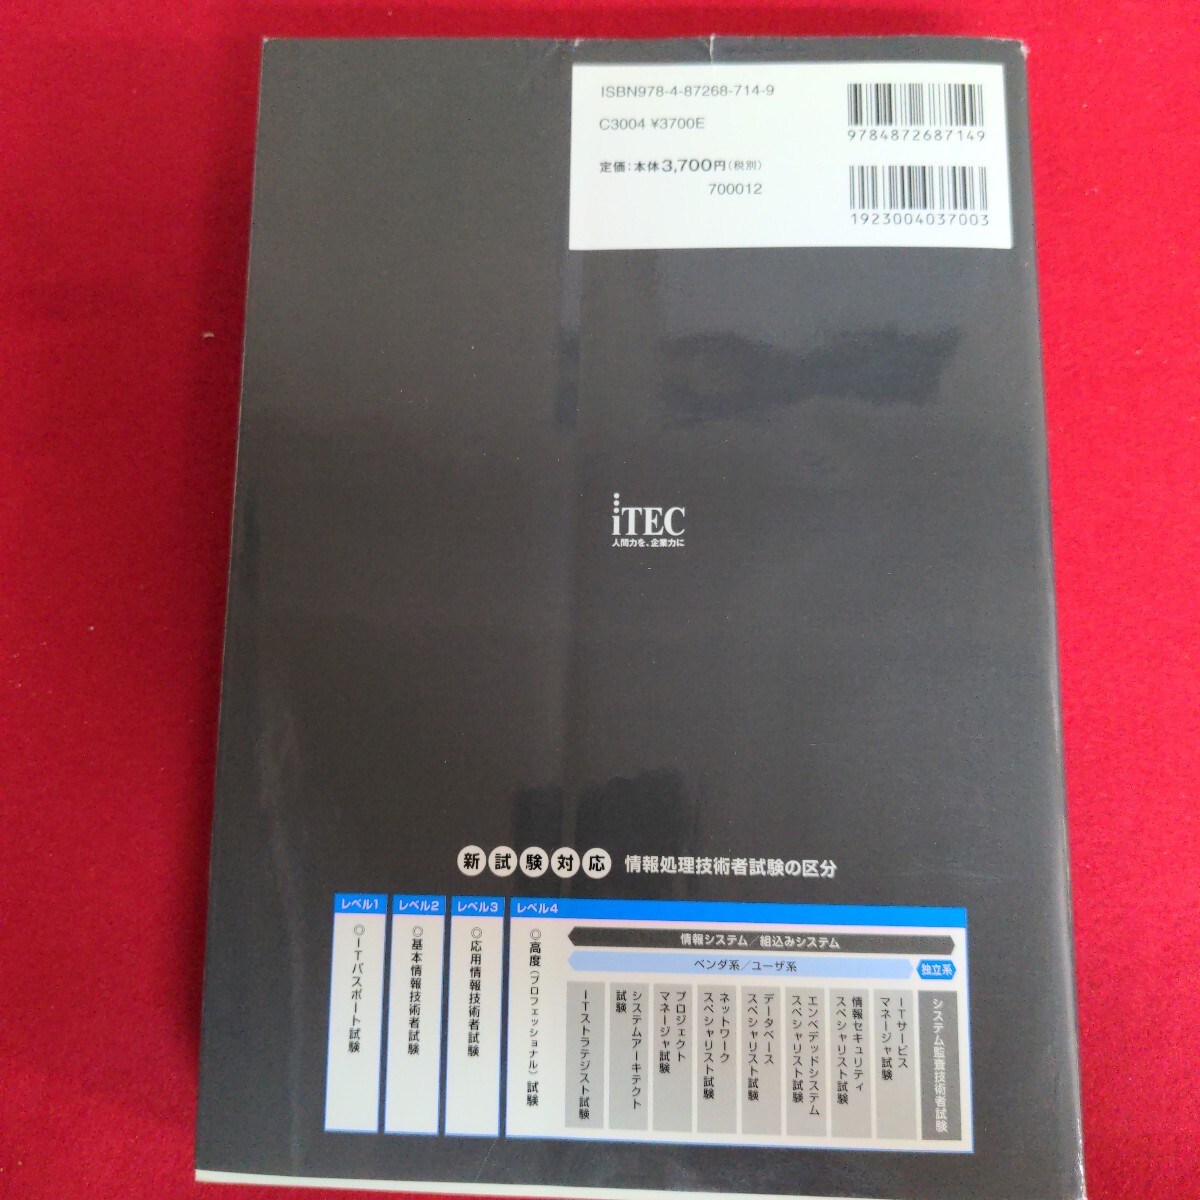 ISBN978-4-87268-714-9
C3004 ¥3700E
定価：本体3,700円（税別）
700012
9784872687149
1923004037003
iTEC
人間力を、企業力に
新試験対応 情報処理技術者試験の区分
レベル1
◎ITパスポート試験
レベル2
◎基本情報技術者試験
レベル3
◎応用情報技術者試験
レベル4
◎高度（プロフェッショナル）試験
情報システム／組込みシステム
ベンダ系／ユーザ系
独立系
ITストラテジスト試験
システムアーキテクト
試験
プロジェクト
マネージャ試験
ネットワーク
スペシャリスト試験
データベース
スペシャリスト試験
エンベデッドシステム
スペシャリスト試験
情報セキュリティ
スペシャリスト試験
ITサービス
マネージャ試験
システム監査技術者試験